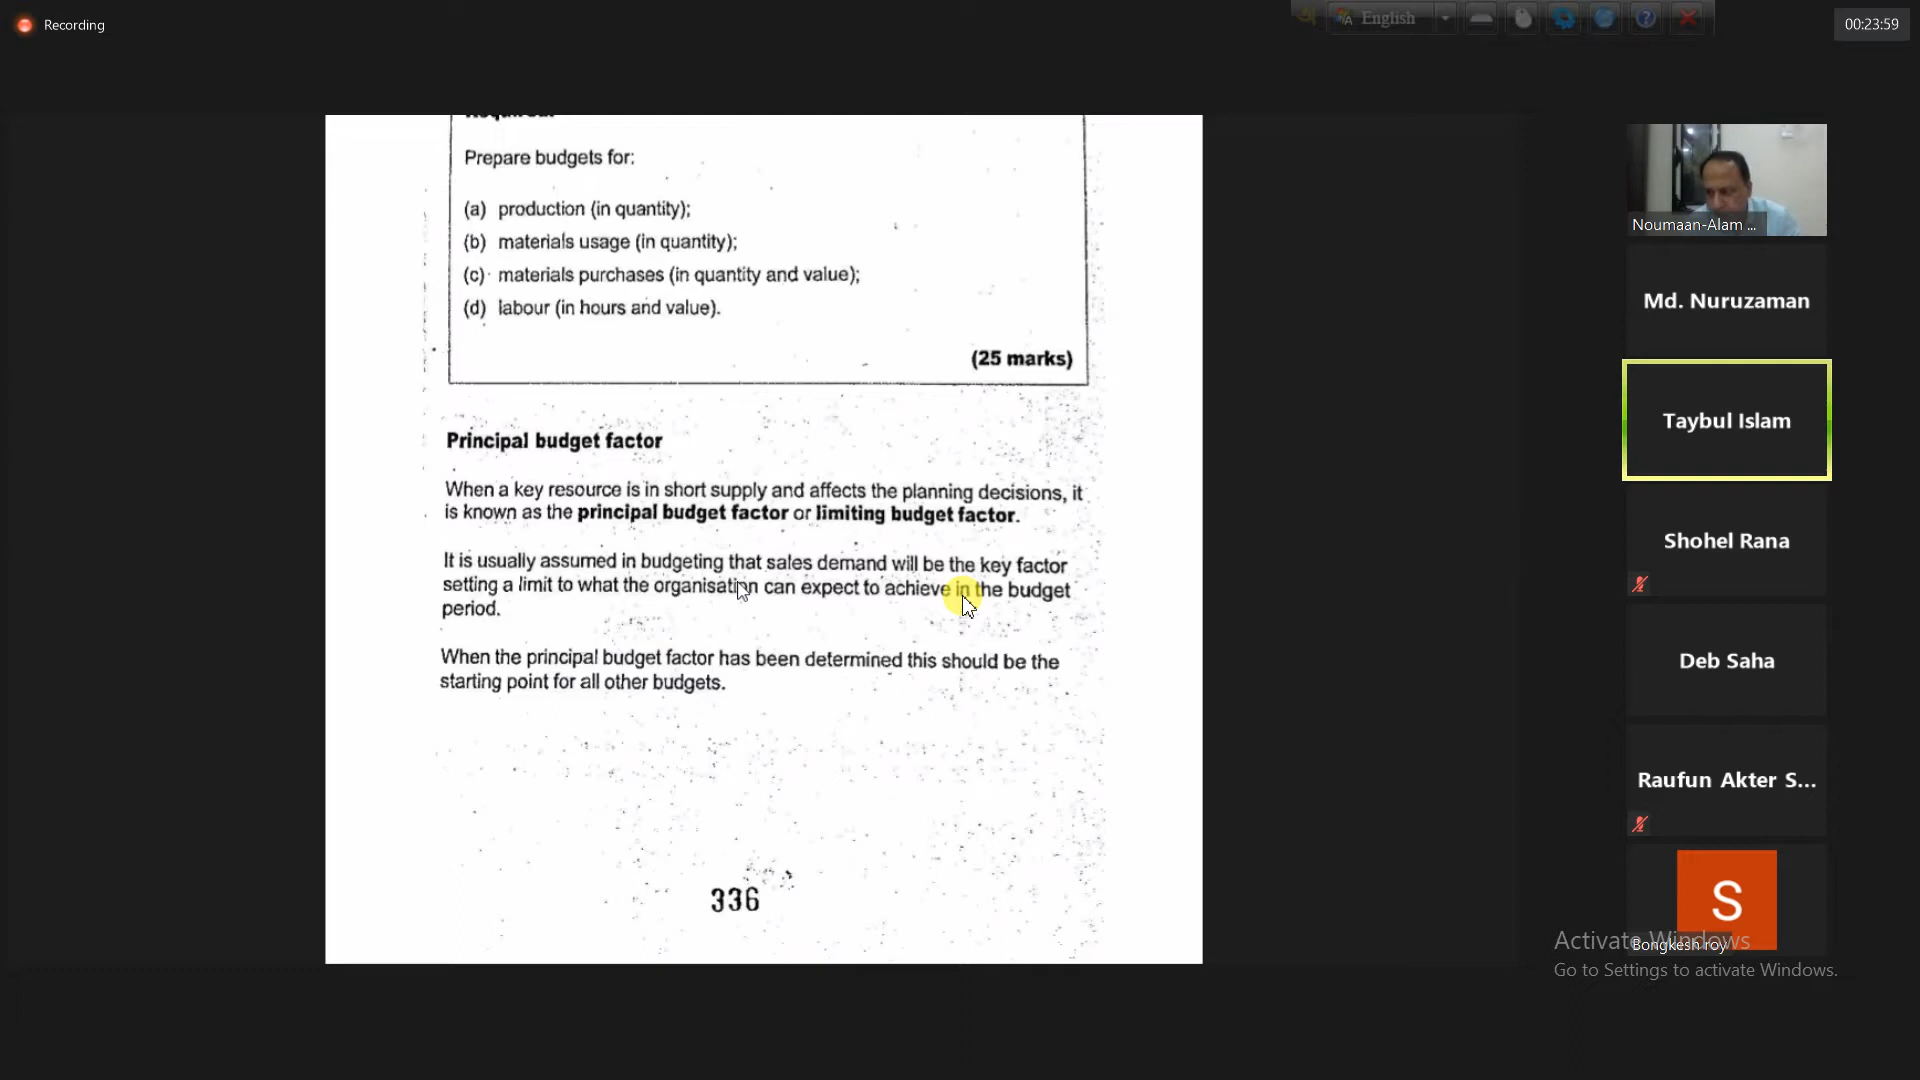 Recording
English
00:23:59
Required:
Prepare budgets for:
(a) production (in quantity);
(b) materials usage (in quantity);
(c) materials purchases (in quantity and value);
(d) labour (in hours and value).
(25 marks)
Principal budget factor
When a key resource is in short supply and affects the planning decisions, it
is known as the principal budget factor or limiting budget factor.
It is usually assumed in budgeting that sales demand will be the key factor
setting a limit to what the organisation can expect to achieve in the budget
period.
When the principal budget factor has been determined this should be the
starting point for all other budgets.
336
Noumaan-Alam ...
Md. Nuruzaman
Taybul Islam
Shohel Rana
Deb Saha
Raufun Akter S...
S
Bongkesh roy
Activate Windows
Go to Settings to activate Windows.